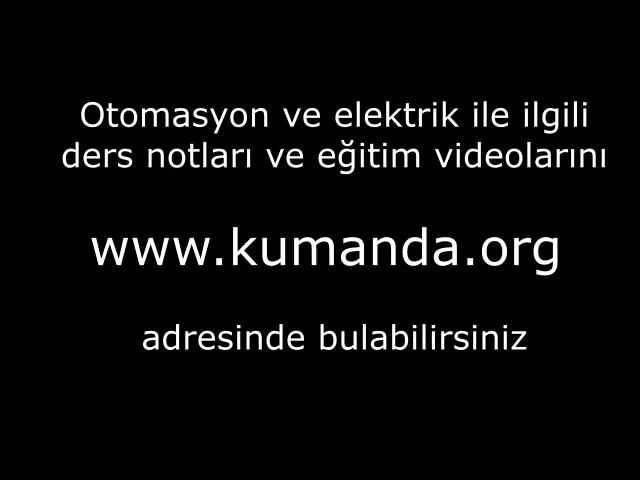 Otomasyon ve elektrik ile ilgili
ders notları ve eğitim videolarını
www.kumanda.org
adresinde bulabilirsiniz